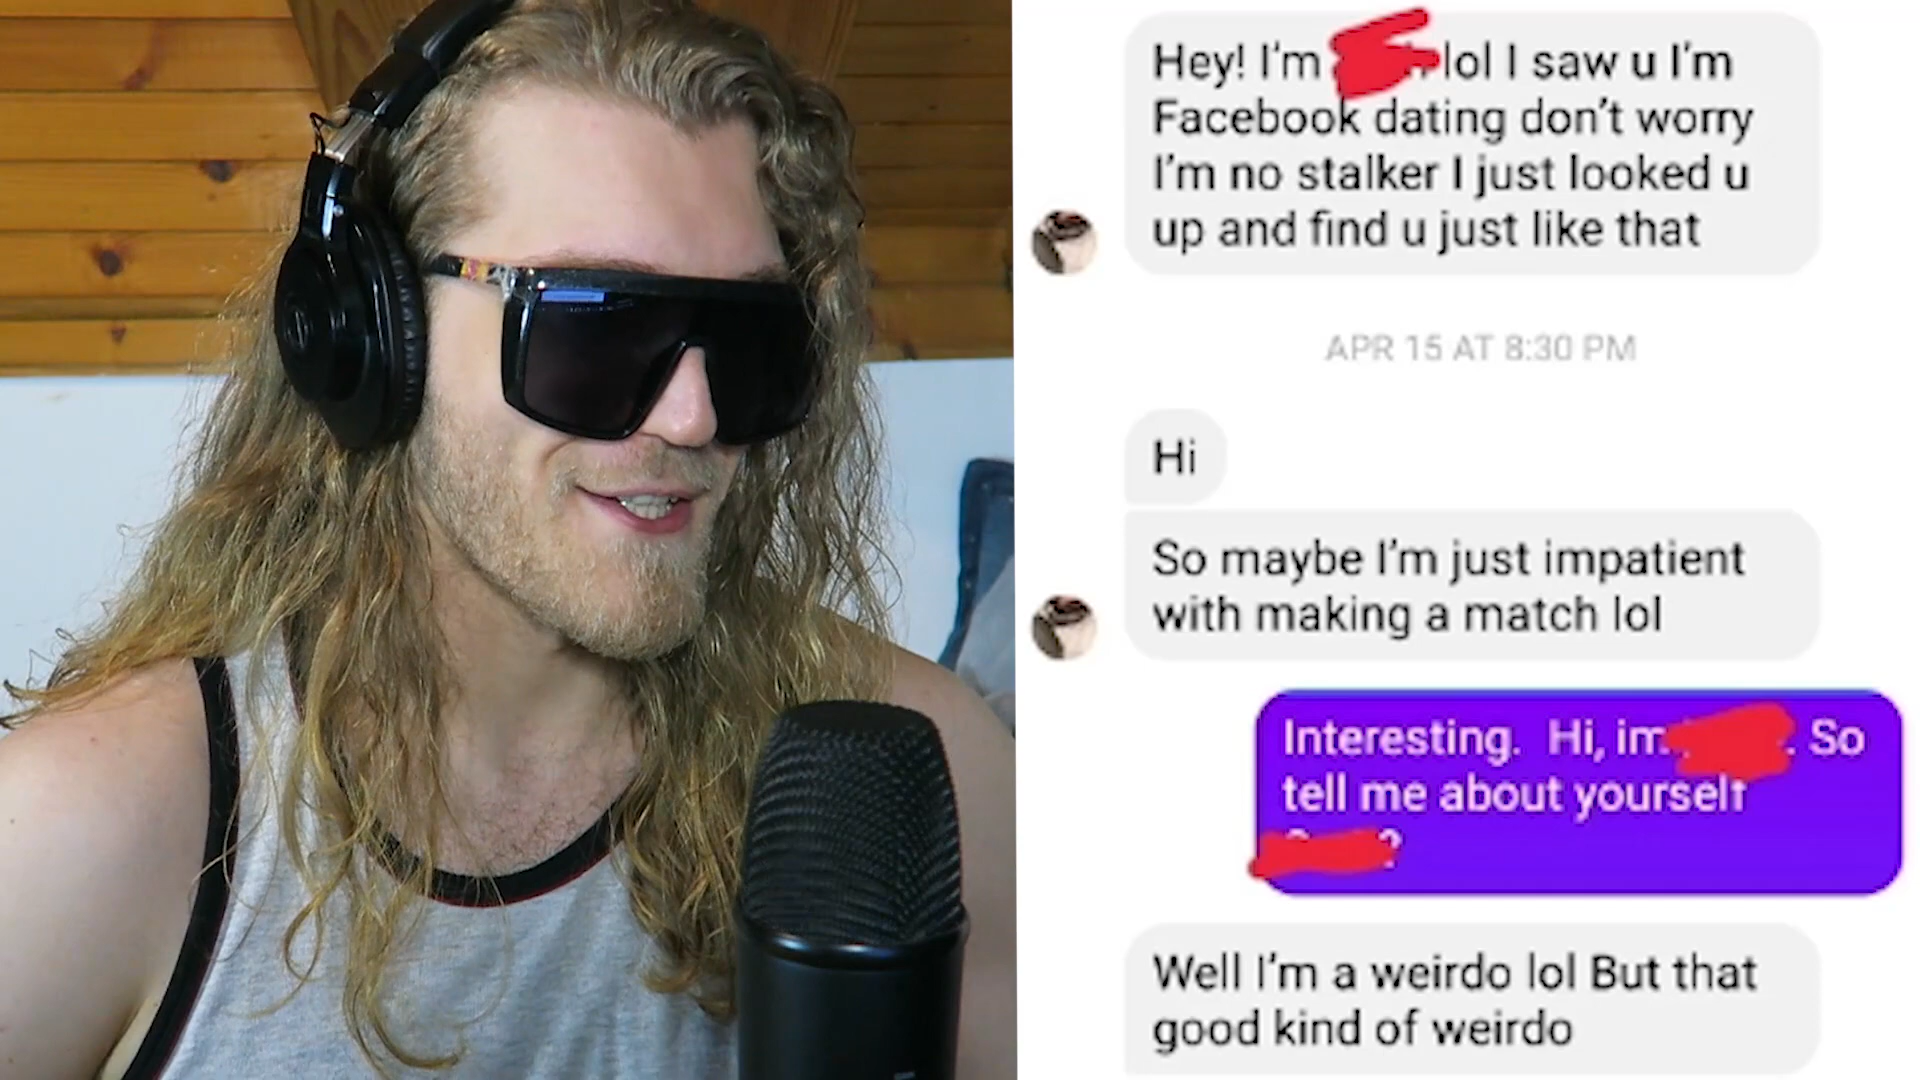 Hey! I'm lol I saw u I'm
Facebook dating don't worry
I'm no stalker I just looked u
up and find u just like that
APR 15 AT 8:30 PM
Hi
So maybe I'm just impatient
with making a match lol
Interesting. Hi, im . So
tell me about yourself
?
Well I'm a weirdo lol But that
good kind of weirdo